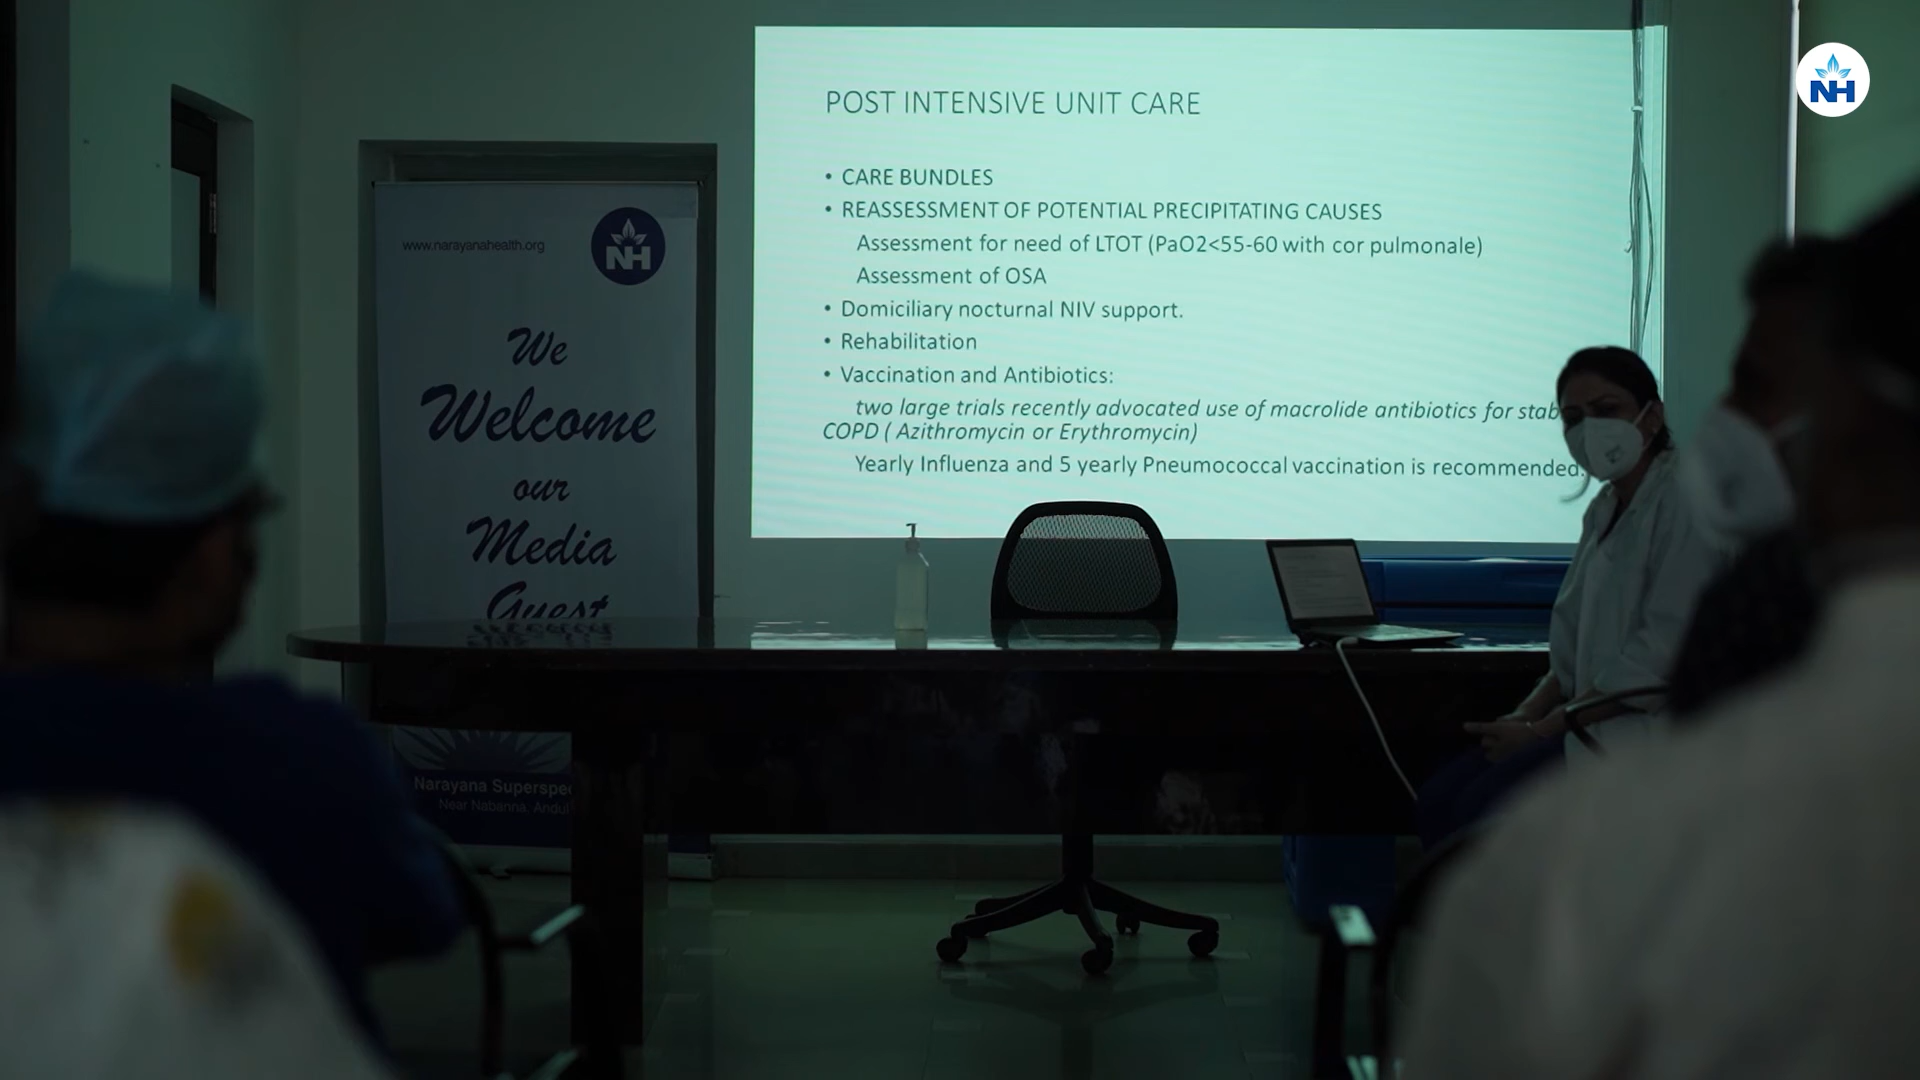 NH
POST INTENSIVE UNIT CARE
• CARE BUNDLES
• REASSESSMENT OF POTENTIAL PRECIPITATING CAUSES
Assessment for need of LTOT (PaO2<55-60 with cor pulmonale)
Assessment of OSA
• Domiciliary nocturnal NIV support.
• Rehabilitation
• Vaccination and Antibiotics:
two large trials recently advocated use of macrolide antibiotics for stab
COPD ( Azithromycin or Erythromycin)
Yearly Influenza and 5 yearly Pneumococcal vaccination is recommended.
www.narayanahealth.org
NH
We
Welcome
our
Media
Guest
Narayana Superspe
Near Nabanna, Andul